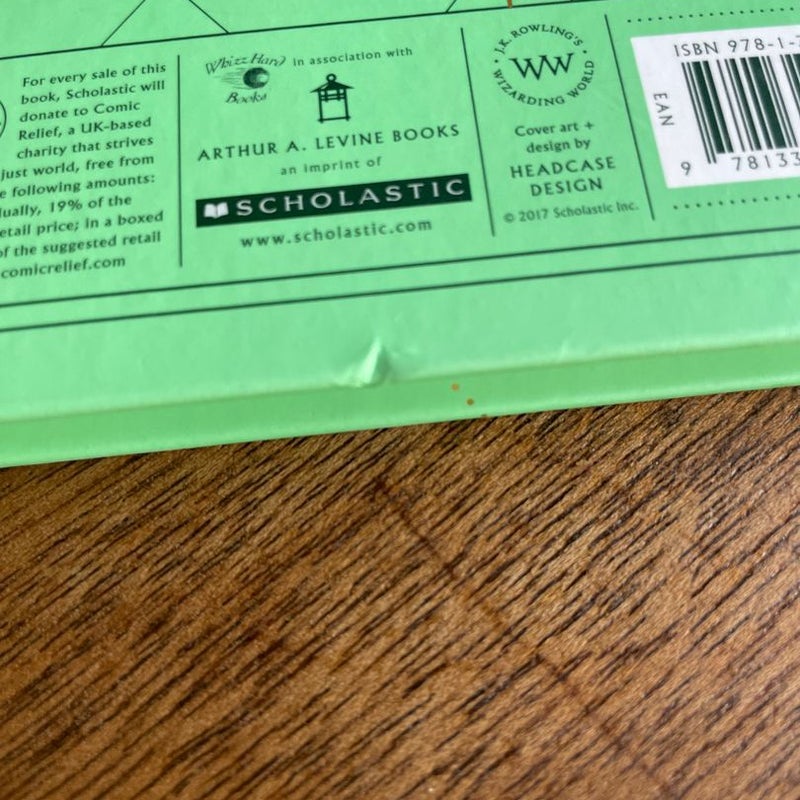 For every sale of this
book, Scholastic will
donate to Comic
Relief, a UK-based
charity that strives
just world, free from
following amounts:
19% of the
price; in a boxed
of the suggested retail
comicrelief.com
Whizz Hard
Books
in association with
ARTHUR A. LEVINE BOOKS
an imprint of
SCHOLASTIC
www.scholastic.com
J.K. ROWLING'S
WW
WIZARDING WORLD
Cover art +
design by
HEADCASE
DESIGN
© 2017 Scholastic Inc.
ISBN 978-1-
EAN
9 78133